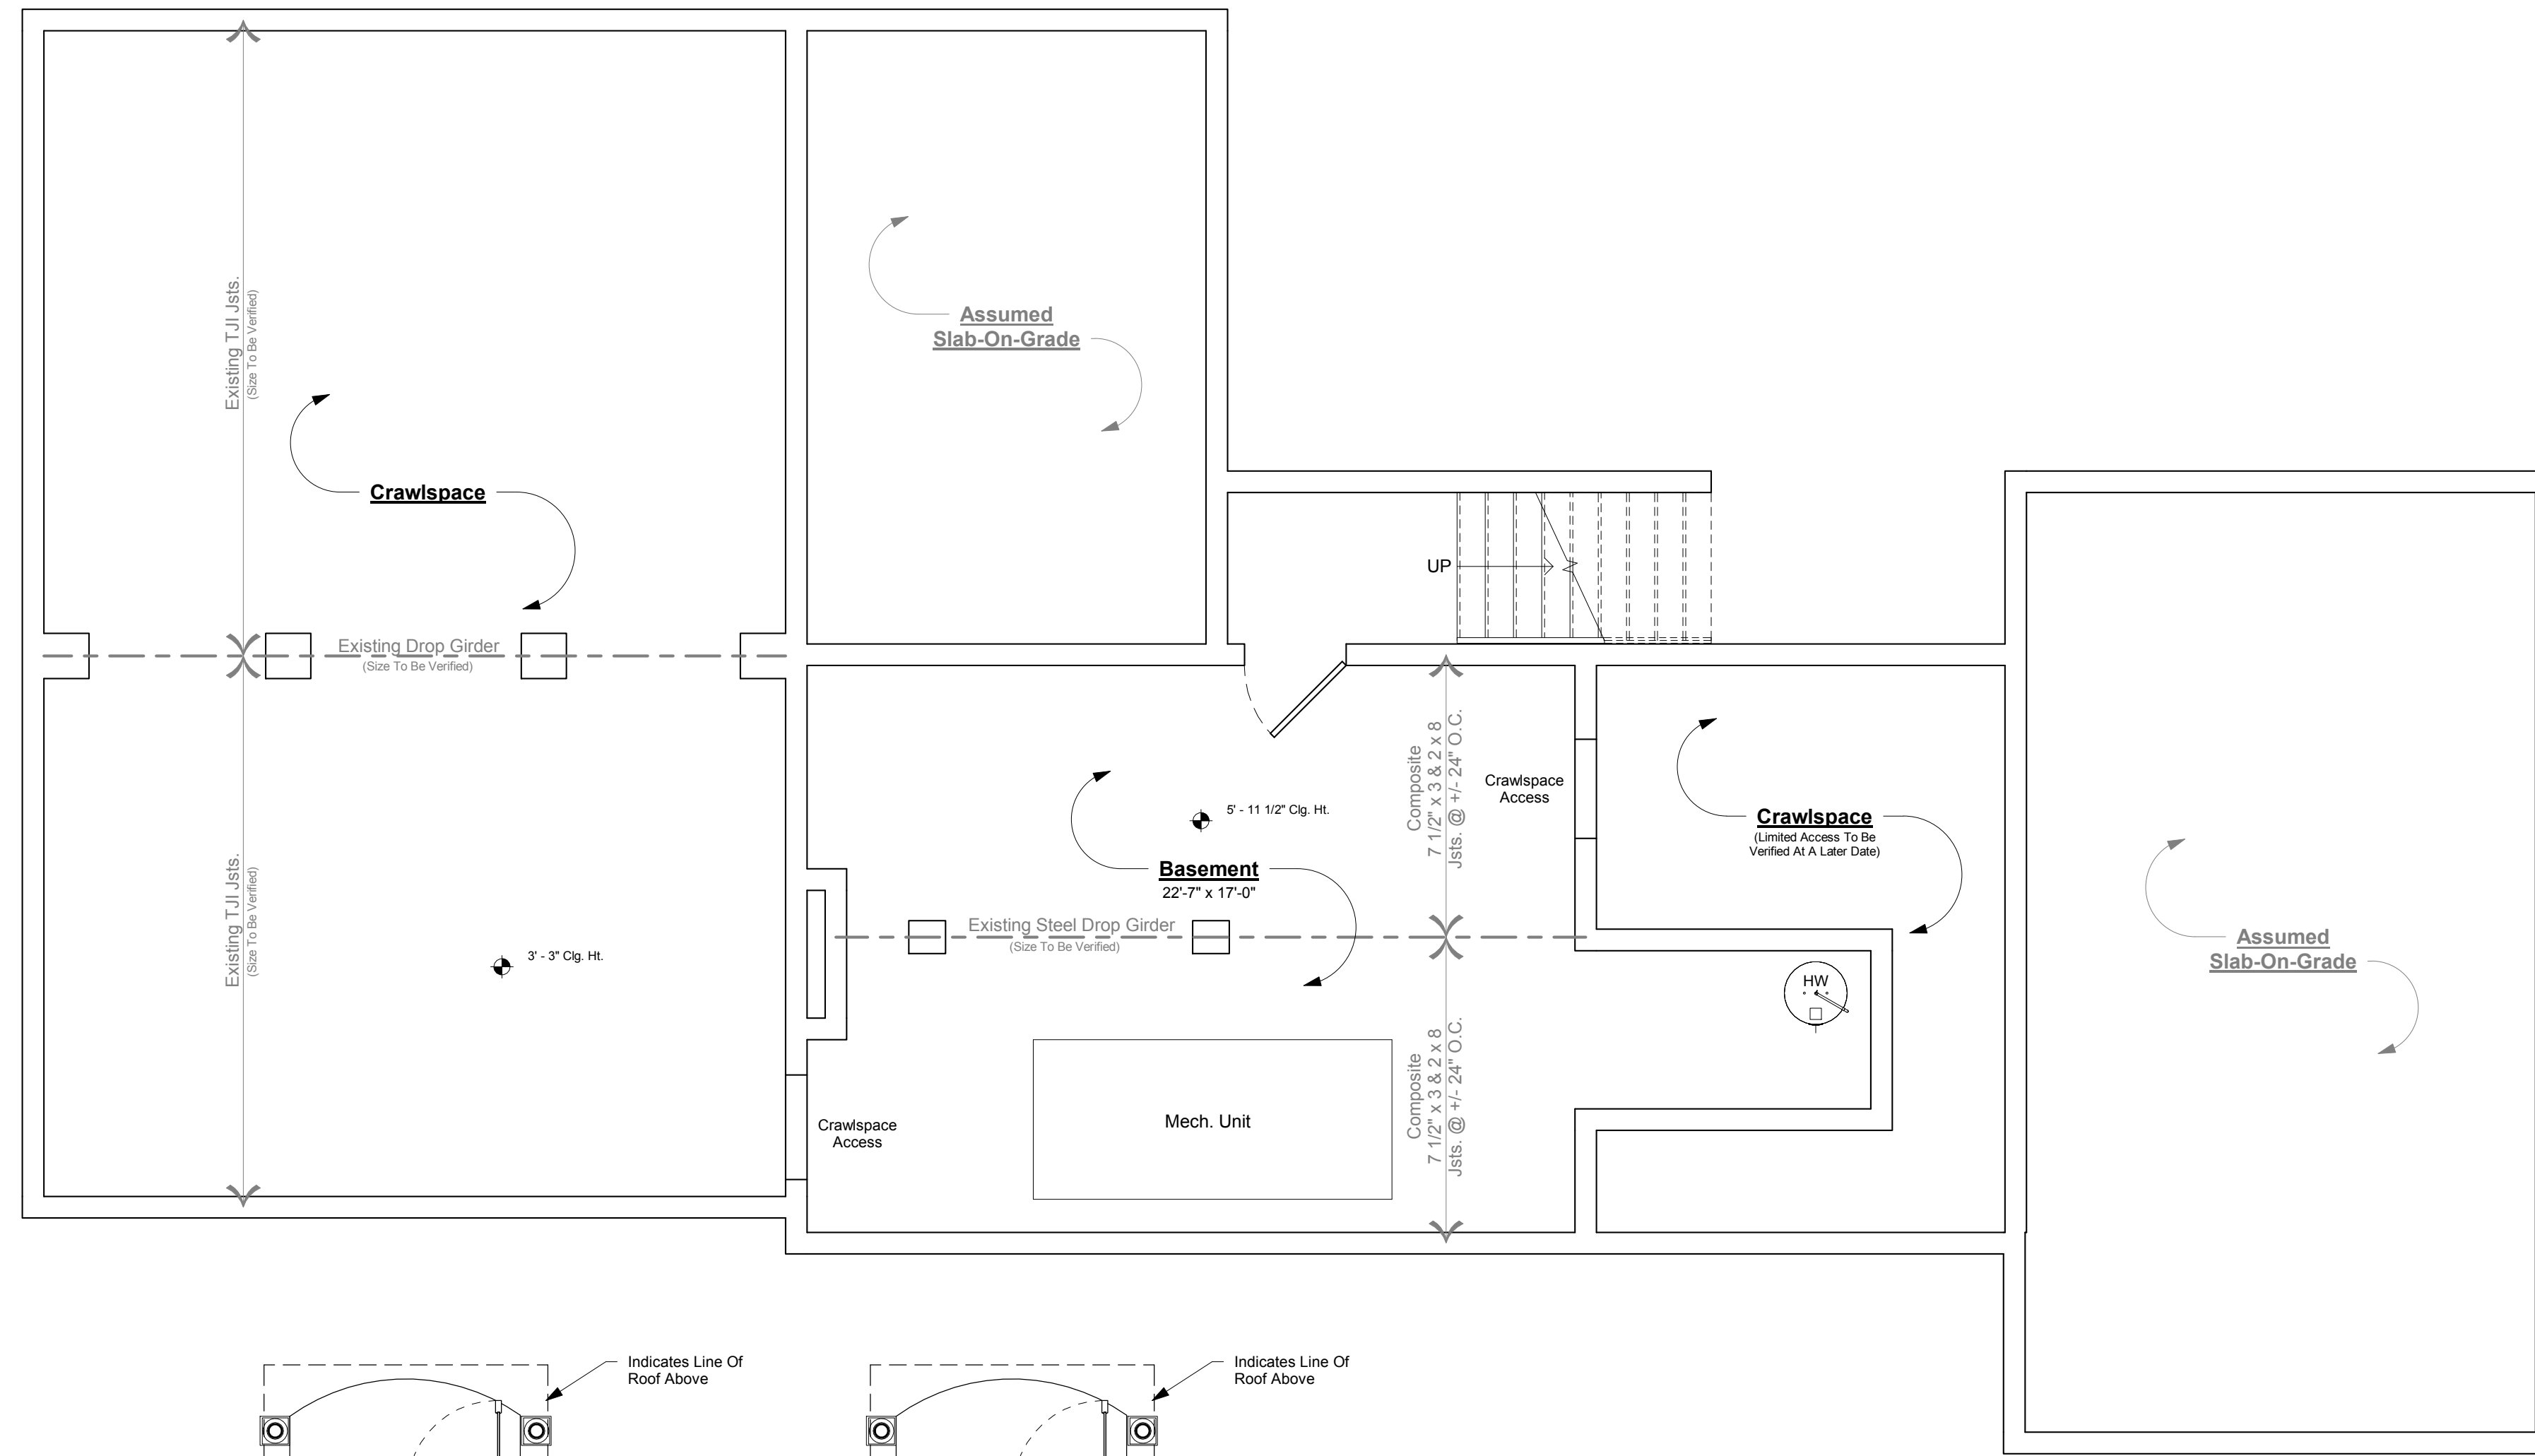 Existing TJI Jsts.
(Size To Be Verified)
Assumed
Slab-On-Grade
Crawlspace
UP
Existing Drop Girder
(Size To Be Verified)
Composite
7 1/2" x 3 & 2 x 8
Jsts. @ +/- 24" O.C.
Crawlspace
Access
5' - 11 1/2" Clg. Ht.
Crawlspace
(Limited Access To Be
Verified At A Later Date)
Basement
22'-7" x 17'-0"
Existing Steel Drop Girder
(Size To Be Verified)
Existing TJI Jsts.
(Size To Be Verified)
3' - 3" Clg. Ht.
Assumed
Slab-On-Grade
HW
Composite
7 1/2" x 3 & 2 x 8
Jsts. @ +/- 24" O.C.
Mech. Unit
Crawlspace
Access
Indicates Line Of
Roof Above
Indicates Line Of
Roof Above